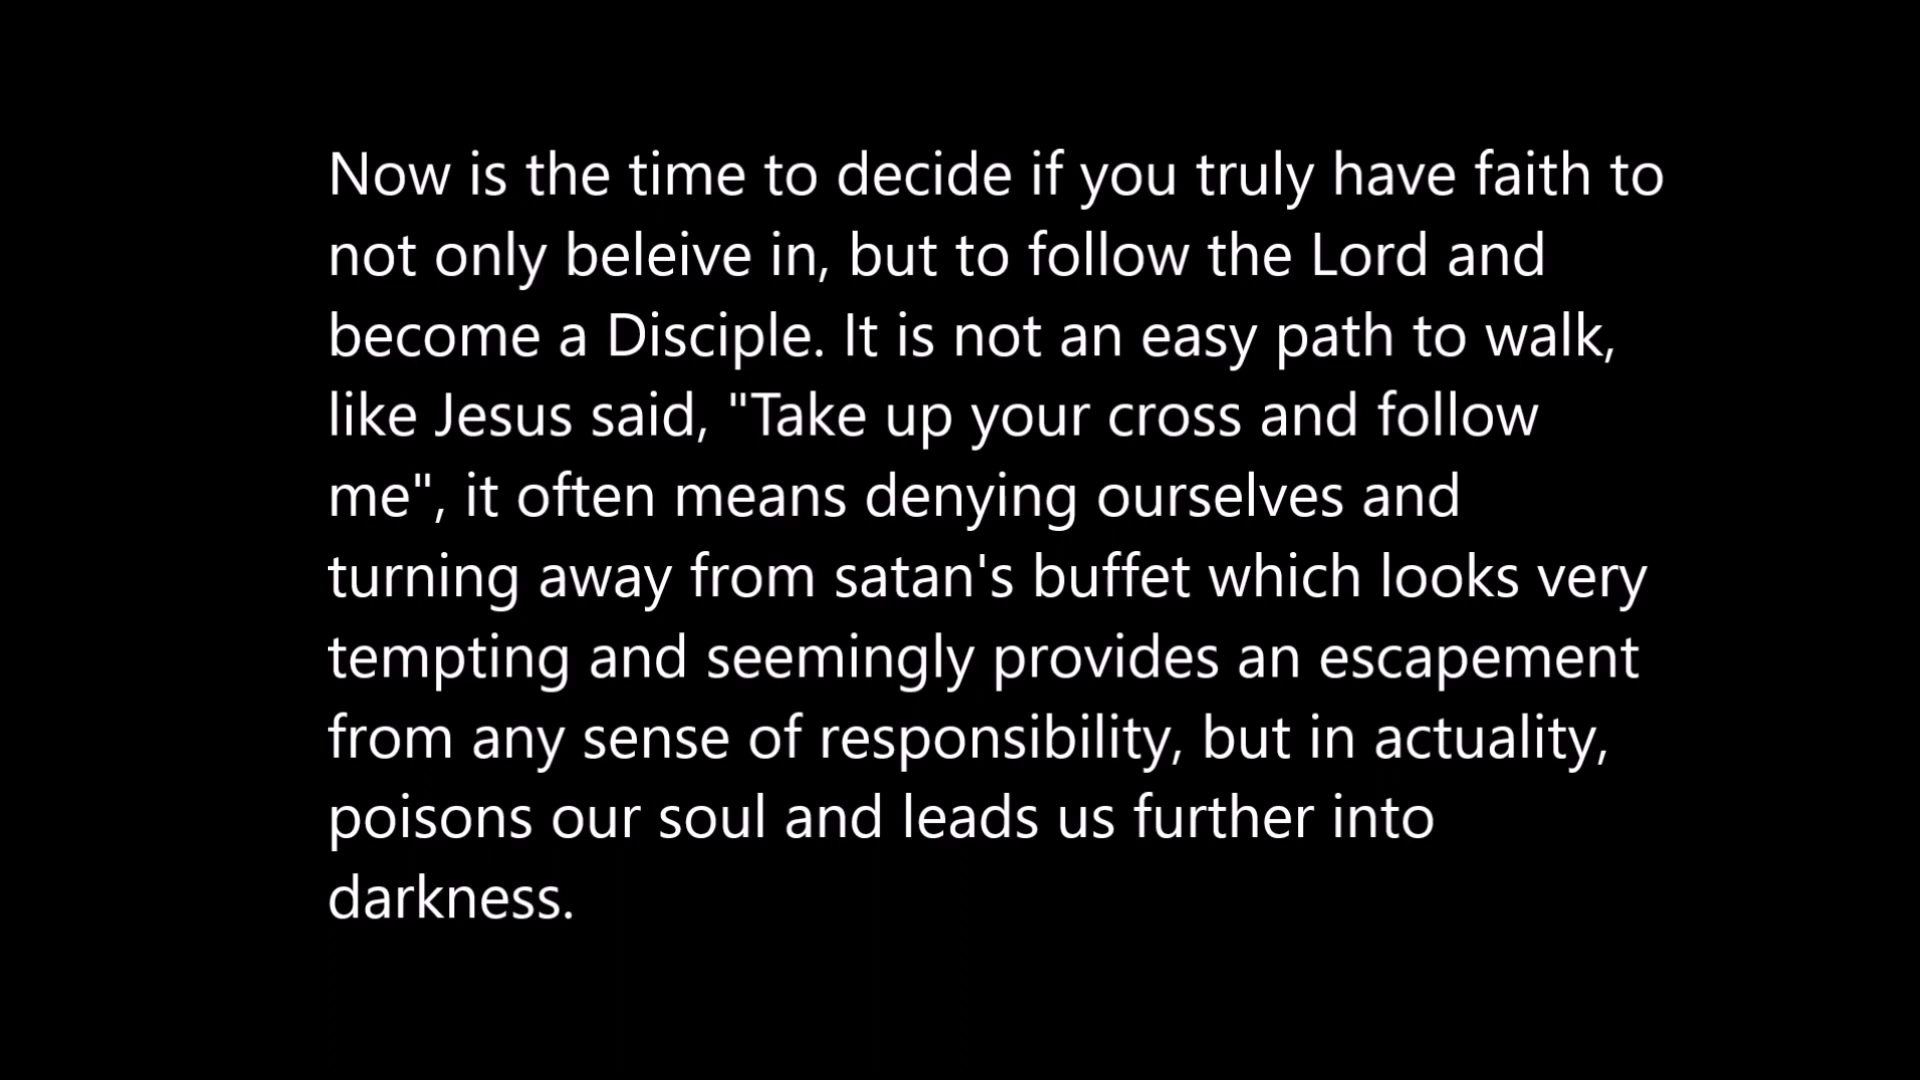 Now is the time to decide if you truly have faith to
not only beleive in, but to follow the Lord and
become a Disciple. It is not an easy path to walk,
like Jesus said, "Take up your cross and follow
me", it often means denying ourselves and
turning away from satan's buffet which looks very
tempting and seemingly provides an escapement
from any sense of responsibility, but in actuality,
poisons our soul and leads us further into
darkness.